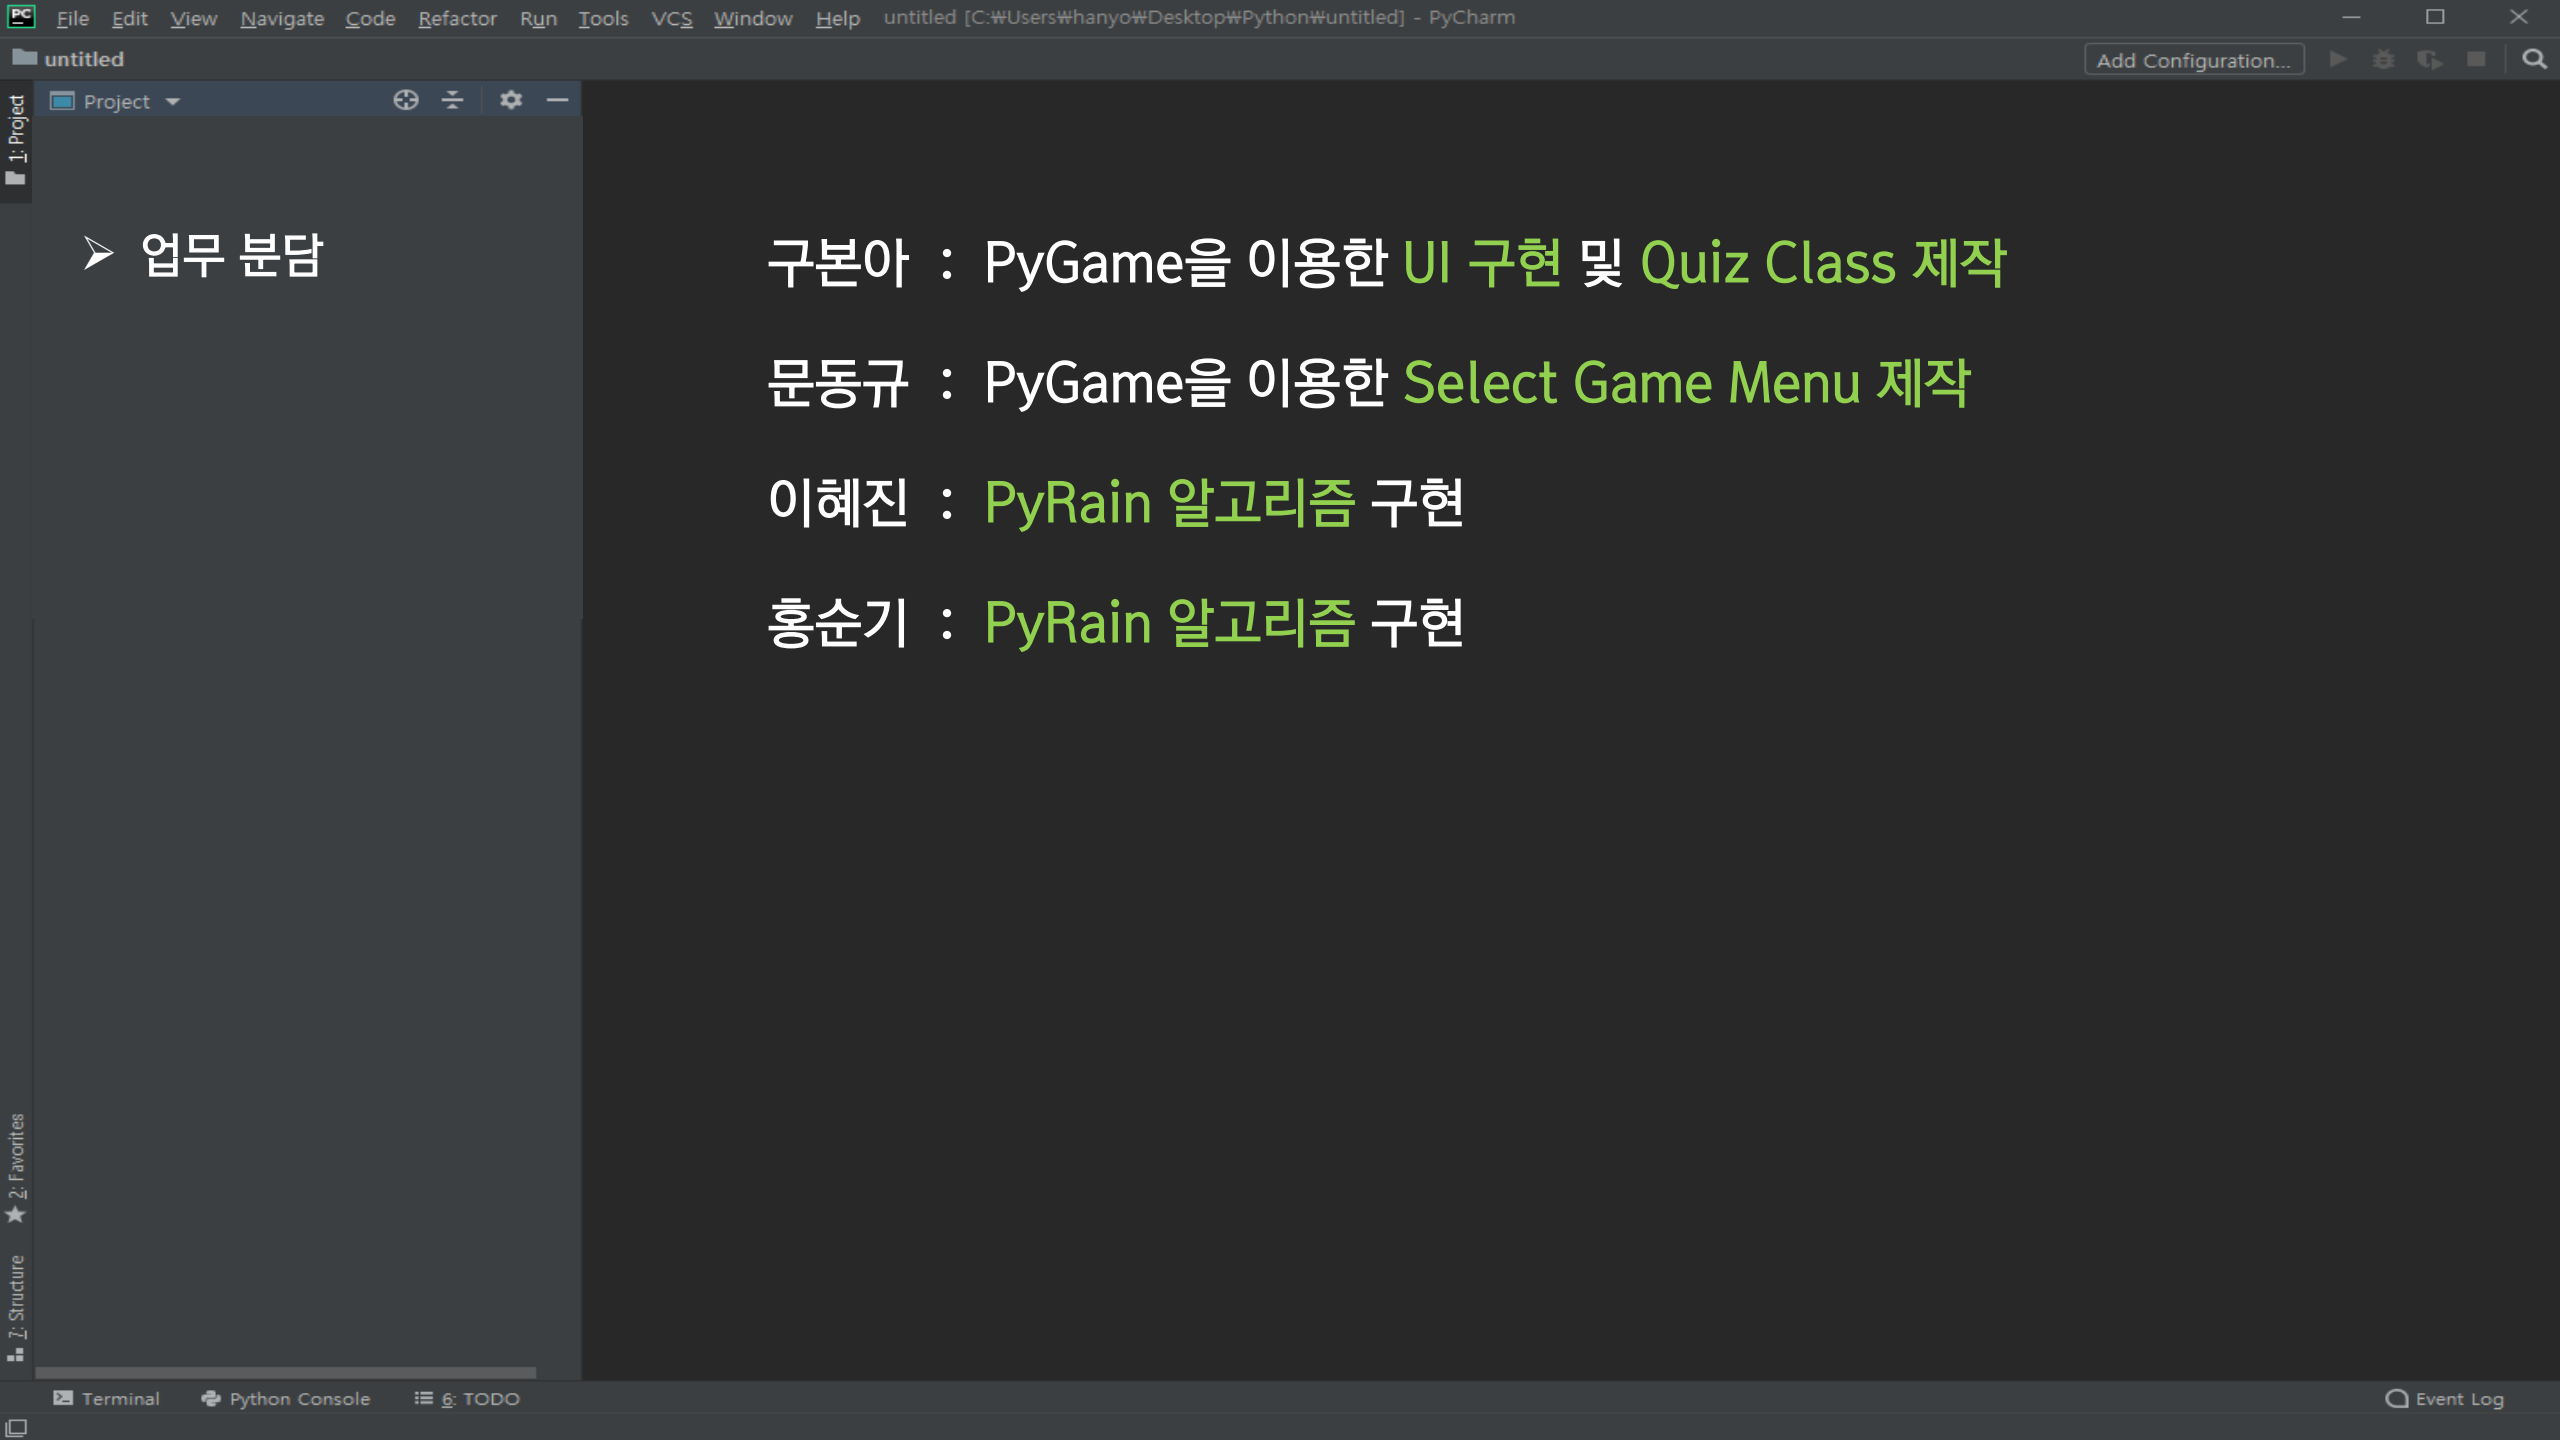 PC File Edit View Navigate Code Refactor Run Tools VCS Window Help untitled [C:₩Users₩hanyo₩Desktop₩Python₩untitled] - PyCharm
untitled
Add Configuration...
Project
1: Project
➢ 업무 분담
구본아 : PyGame을 이용한 UI 구현 및 Quiz Class 제작
문동규 : PyGame을 이용한 Select Game Menu 제작
이혜진 : PyRain 알고리즘 구현
홍순기 : PyRain 알고리즘 구현
2: Favorites
7: Structure
Terminal Python Console 6: TODO
Event Log